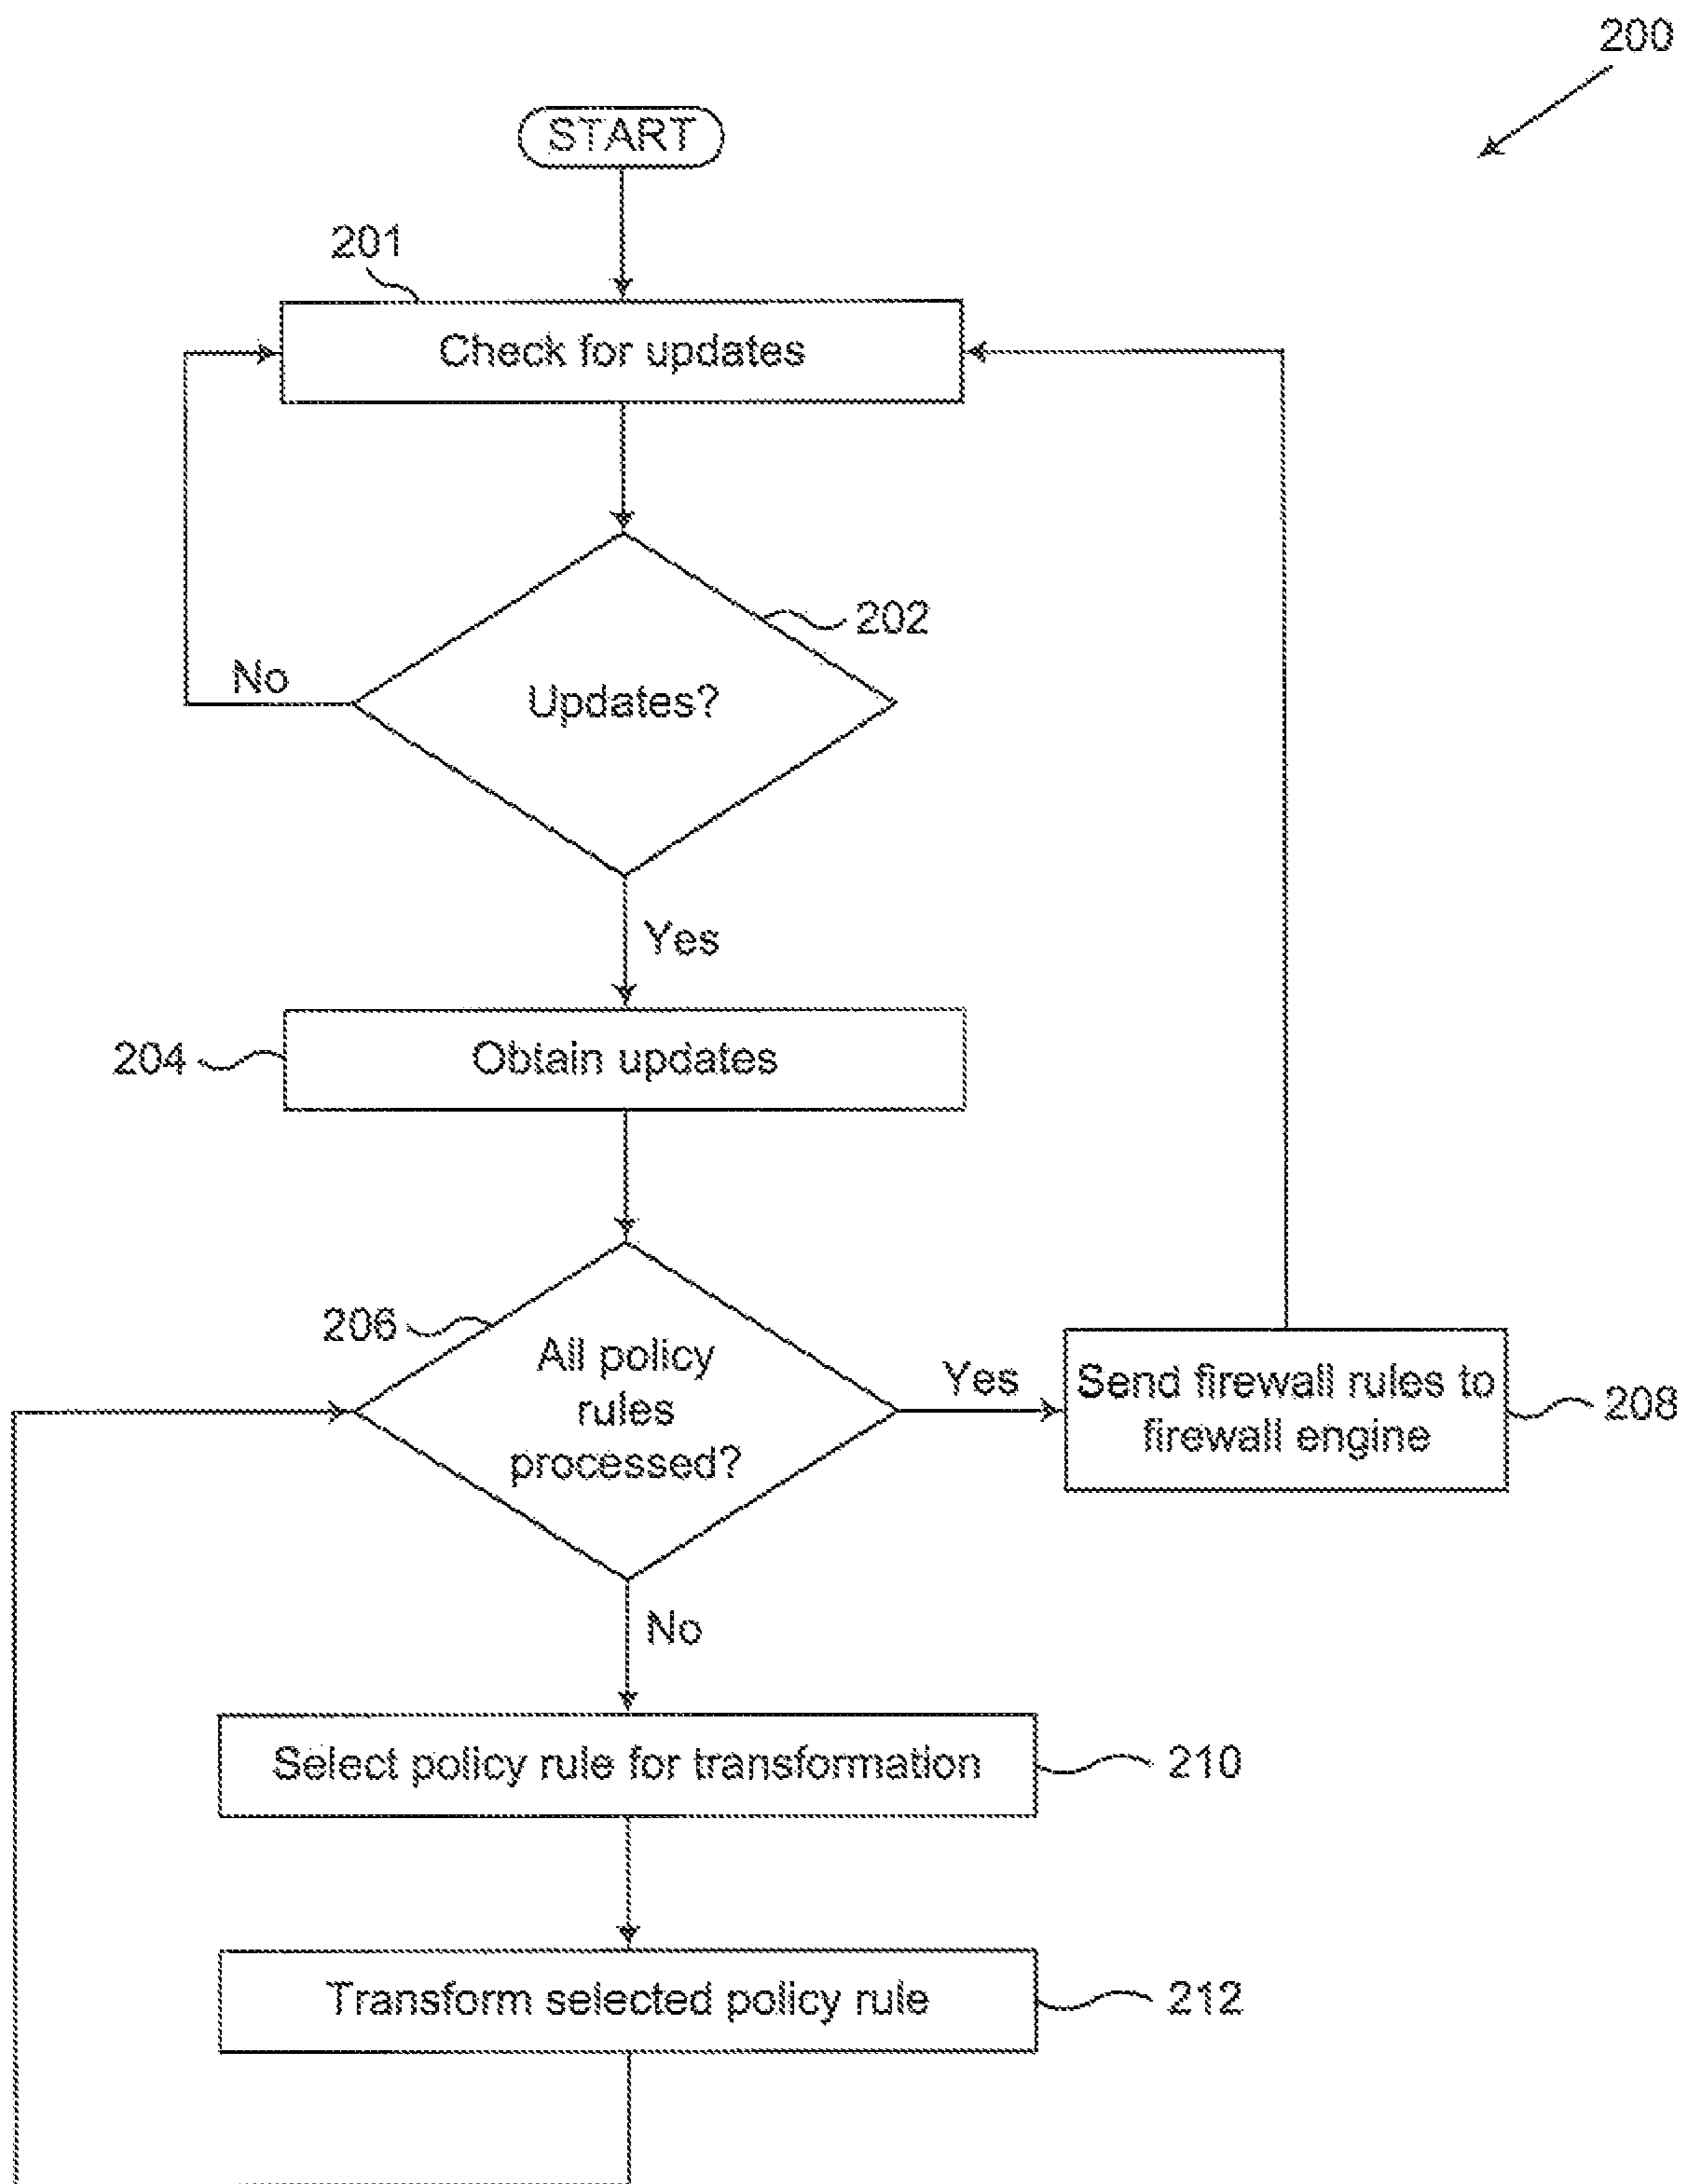 200
START
201
Check for updates
202
No
Updates?
Yes
204
Obtain updates
206
All policy
rules
processed?
Yes
Send firewall rules to
firewall engine
208
No
Select policy rule for transformation
210
Transform selected policy rule
212